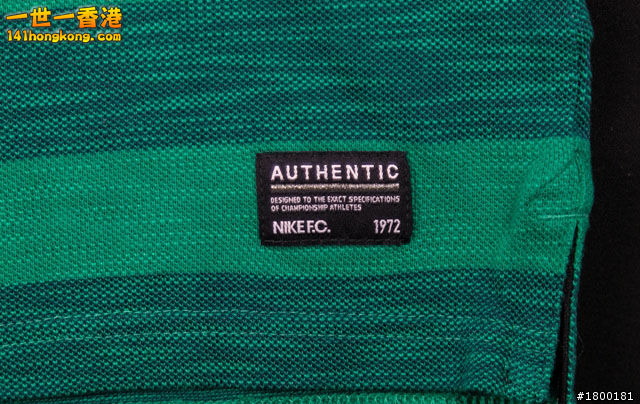 一世一香港
141hongkong.com
AUTHENTIC
DESIGNED TO THE EXACT SPECIFICATIONS
OF CHAMPIONSHIP ATHLETES
NIKE F.C. 1972
#1800181